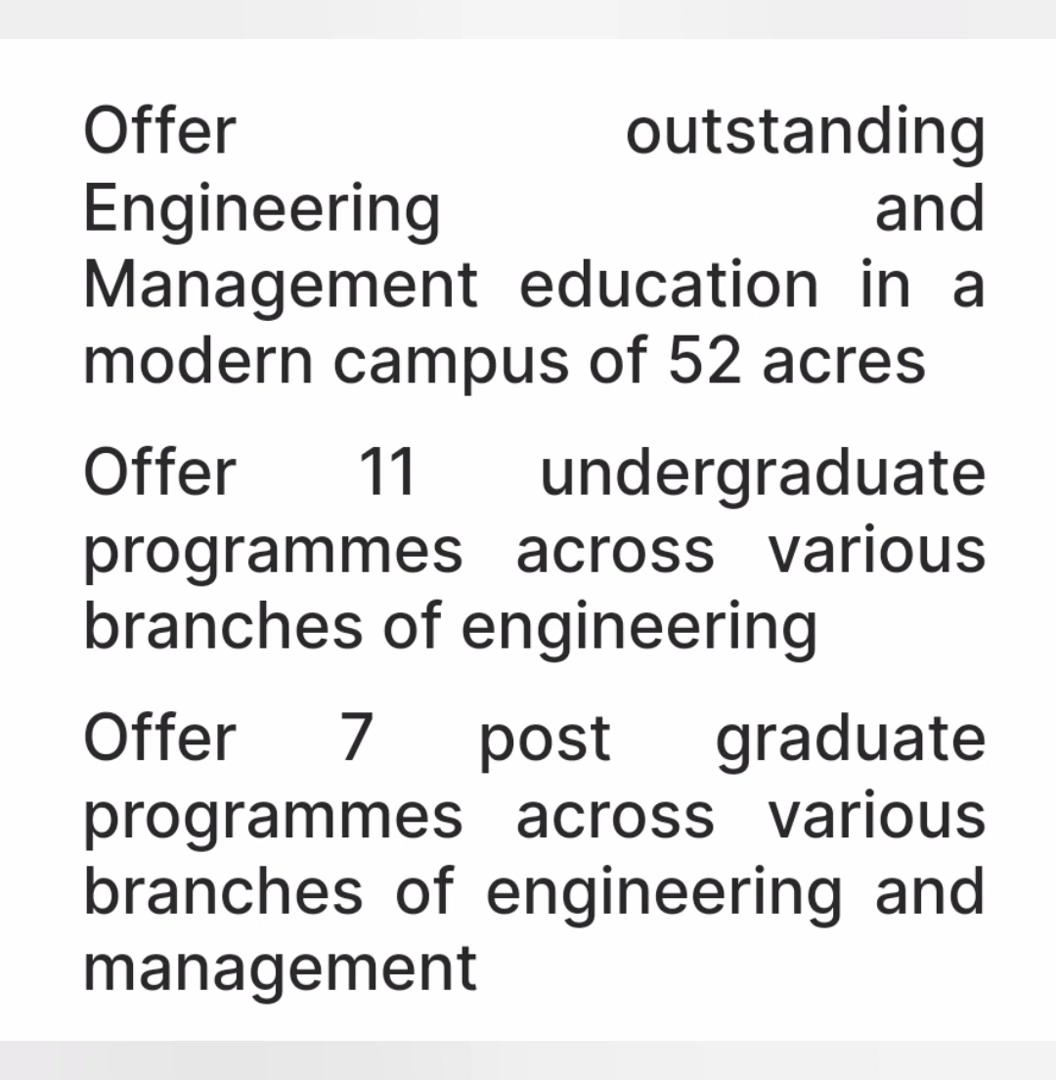 Offer outstanding
Engineering and
Management education in a
modern campus of 52 acres
Offer 11 undergraduate
programmes across various
branches of engineering
Offer 7 post graduate
programmes across various
branches of engineering and
management